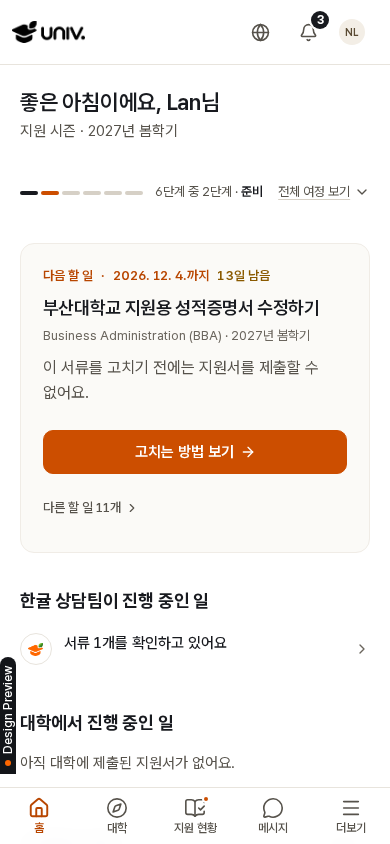 UNIV.
3
NL
좋은 아침이에요, Lan님
지원 시즌 · 2027년 봄학기
6단계 중 2단계 · 준비
전체 여정 보기
다음 할 일 · 2026. 12. 4.까지 13일 남음
부산대학교 지원용 성적증명서 수정하기
Business Administration (BBA) · 2027년 봄학기
이 서류를 고치기 전에는 지원서를 제출할 수
없어요.
고치는 방법 보기 →
다른 할 일 11개
한귤 상담팀이 진행 중인 일
서류 1개를 확인하고 있어요
Design Preview
대학에서 진행 중인 일
아직 대학에 제출된 지원서가 없어요.
홈
대학
지원 현황
메시지
더보기